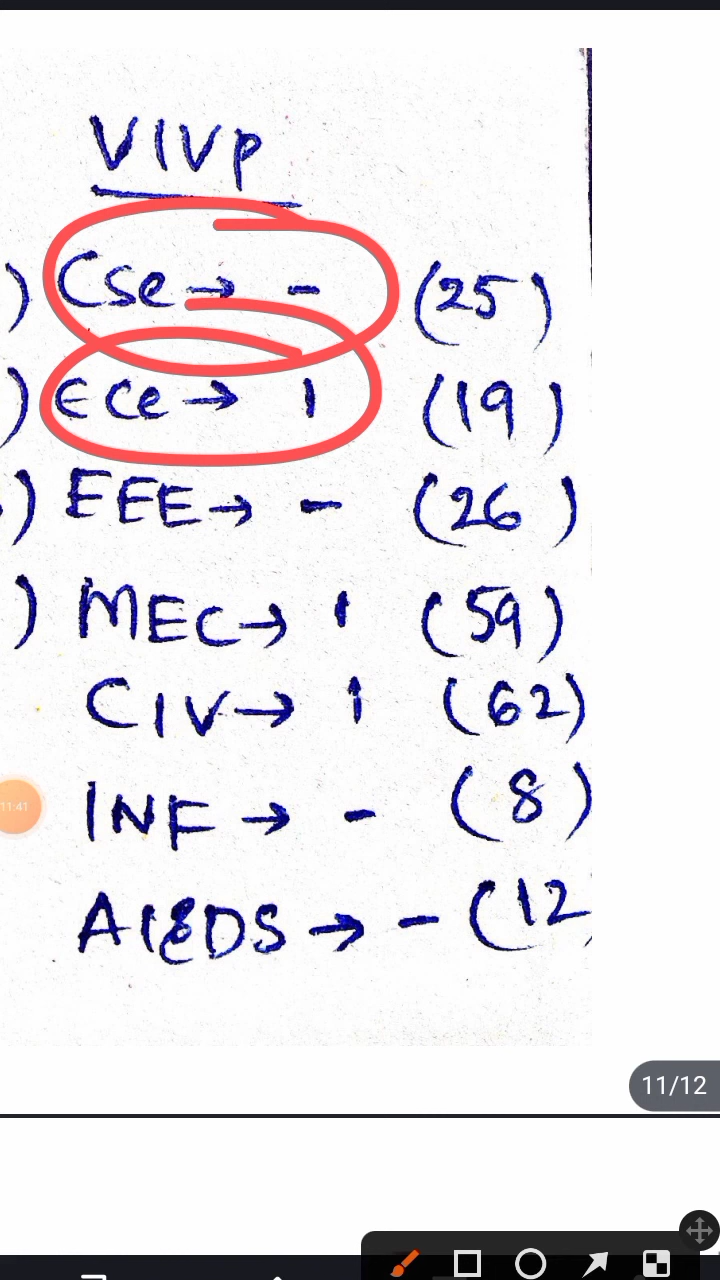 VIVP
) CSe → - (25)
) ECe → 1 (19)
) EEE → - (26)
) MEC → 1 (59)
CIV → 1 (62)
INF → - (8)
11:41
AI&DS → - (12
11/12